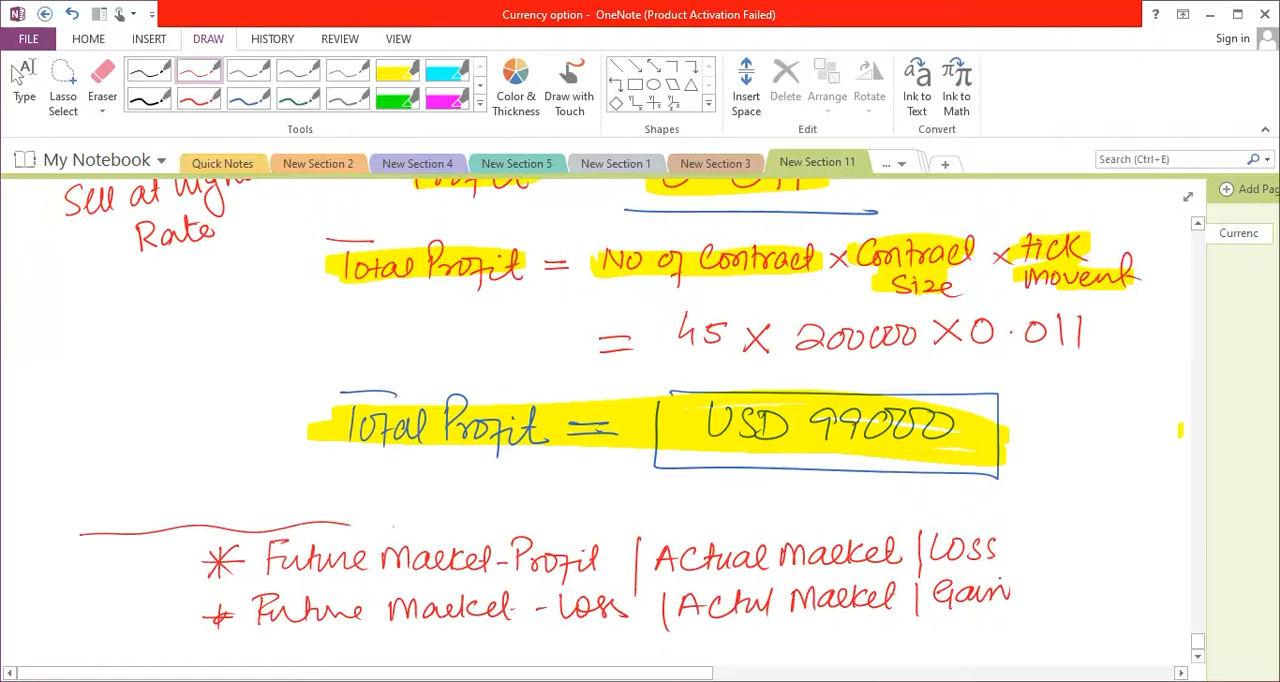 Currency option - OneNote (Product Activation Failed)
FILE HOME INSERT DRAW HISTORY REVIEW VIEW Sign in
Type Lasso Select Eraser Color & Thickness Draw with Touch Insert Space Delete Arrange Rotate Ink to Text Ink to Math
Tools Shapes Edit Convert
My Notebook Quick Notes New Section 2 New Section 4 New Section 5 New Section 1 New Section 3 New Section 11 ... Search (Ctrl+E)
Add Pag
Currenc
Sell at High
Rate
Profit
Total Profit = No of Contract × Contract Size × tick movent
= 45 × 200000 × 0.011
Total Profit = USD 99000
* Future Market-Profit | Actual Market | Loss
* Future Market - Loss | Actul Market | Gain